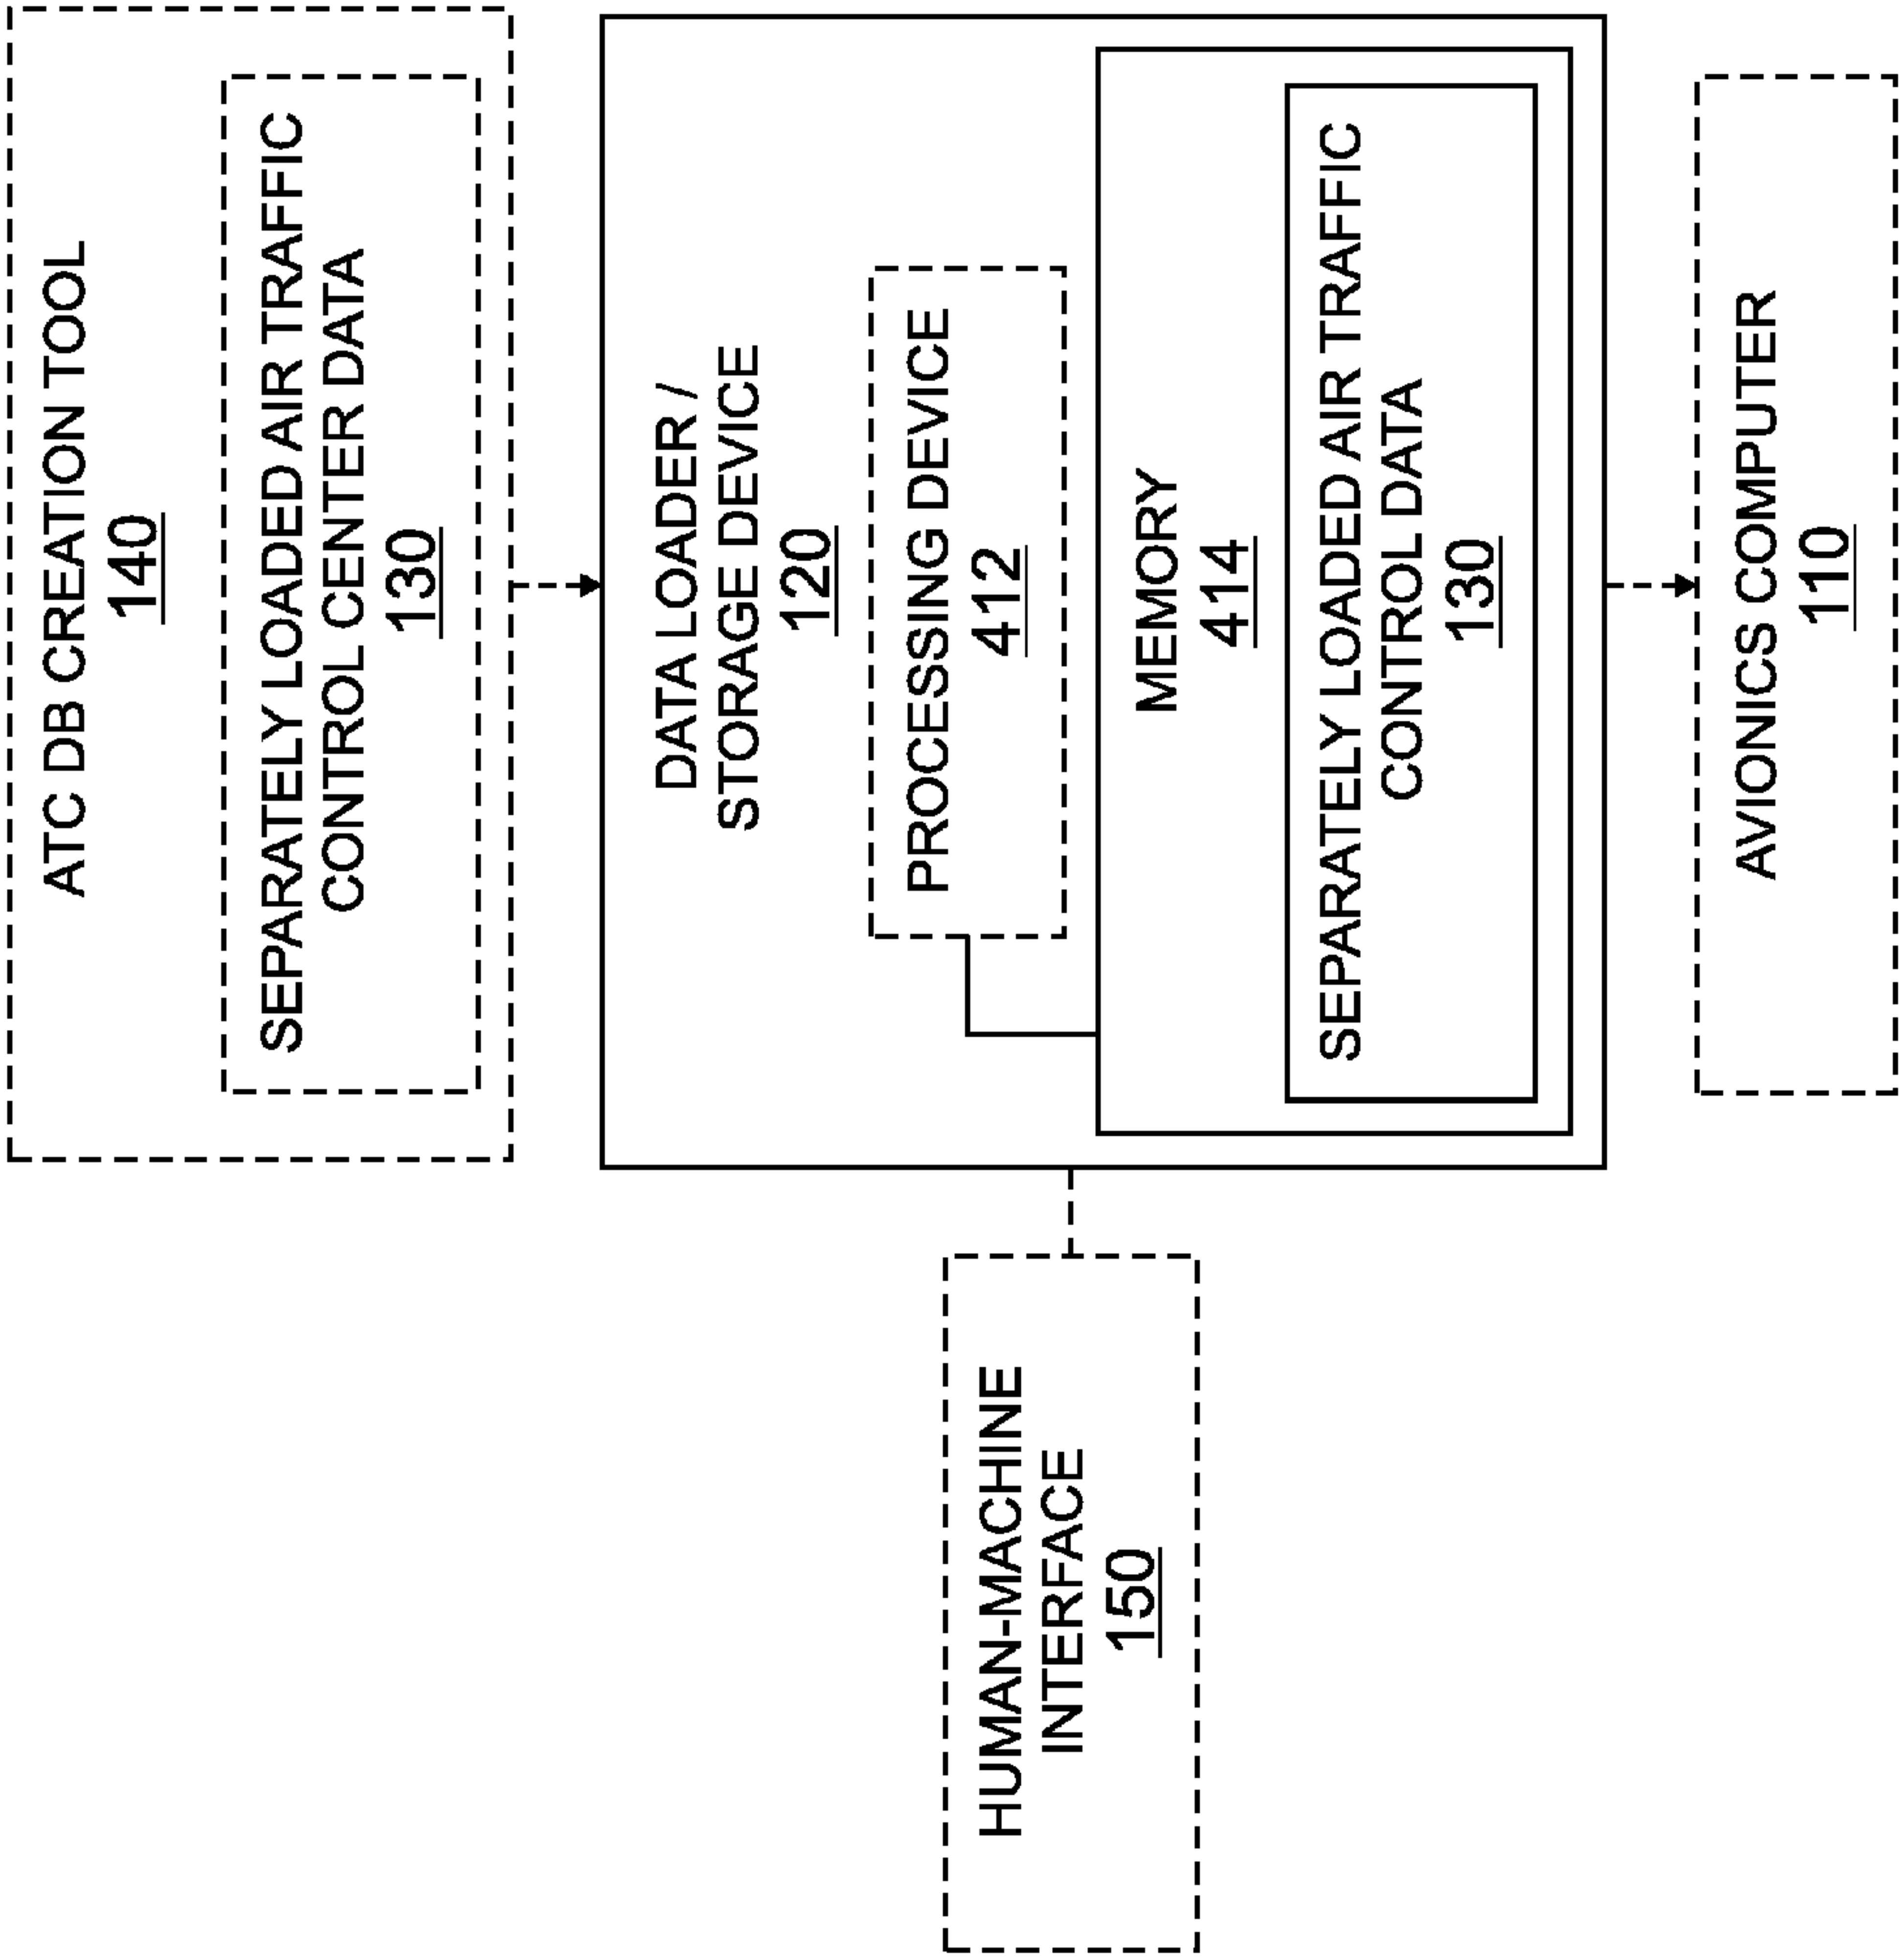 ATC DB CREATION TOOL
140
SEPARATELY LOADED AIR TRAFFIC
CONTROL CENTER DATA
130
DATA LOADER /
STORAGE DEVICE
120
PROCESSING DEVICE
412
MEMORY
414
SEPARATELY LOADED AIR TRAFFIC
CONTROL DATA
130
AVIONICS COMPUTER
110
HUMAN-MACHINE
INTERFACE
150